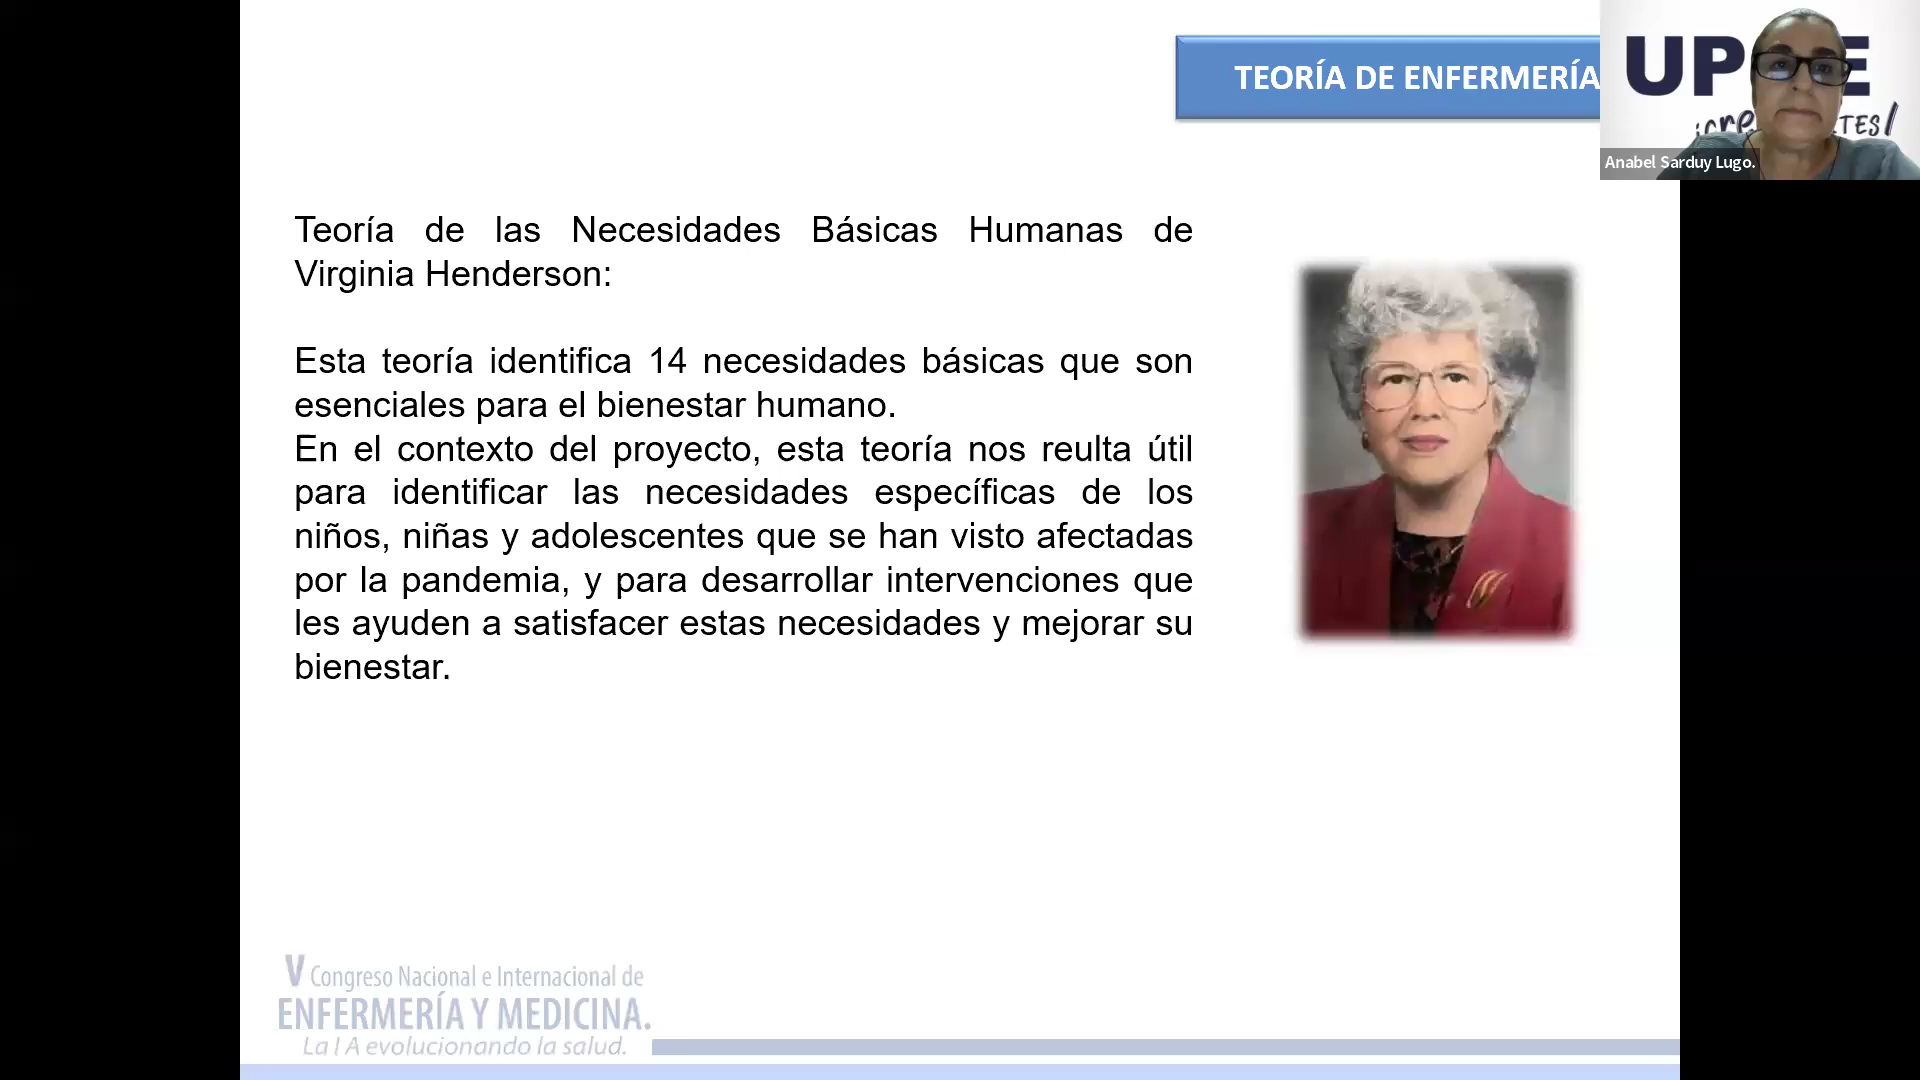 TEORÍA DE ENFERMERÍA
UP E
¡cre TES!
Anabel Sarduy Lugo.
Teoría de las Necesidades Básicas Humanas de
Virginia Henderson:
Esta teoría identifica 14 necesidades básicas que son
esenciales para el bienestar humano.
En el contexto del proyecto, esta teoría nos reulta útil
para identificar las necesidades específicas de los
niños, niñas y adolescentes que se han visto afectadas
por la pandemia, y para desarrollar intervenciones que
les ayuden a satisfacer estas necesidades y mejorar su
bienestar.
V Congreso Nacional e Internacional de
ENFERMERÍA Y MEDICINA.
La I A evolucionando la salud.